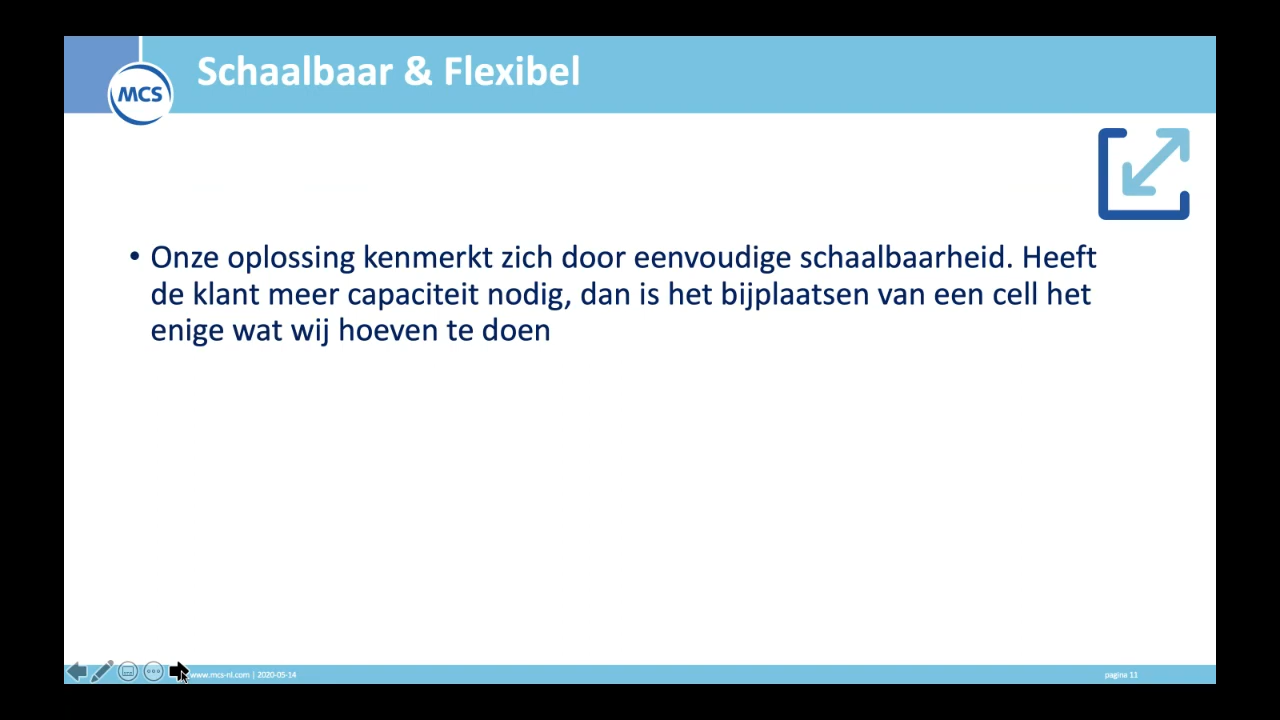 Schaalbaar & Flexibel
MCS
• Onze oplossing kenmerkt zich door eenvoudige schaalbaarheid. Heeft
de klant meer capaciteit nodig, dan is het bijplaatsen van een cell het
enige wat wij hoeven te doen
www.mcs-nl.com | 2020-05-14
pagina 11